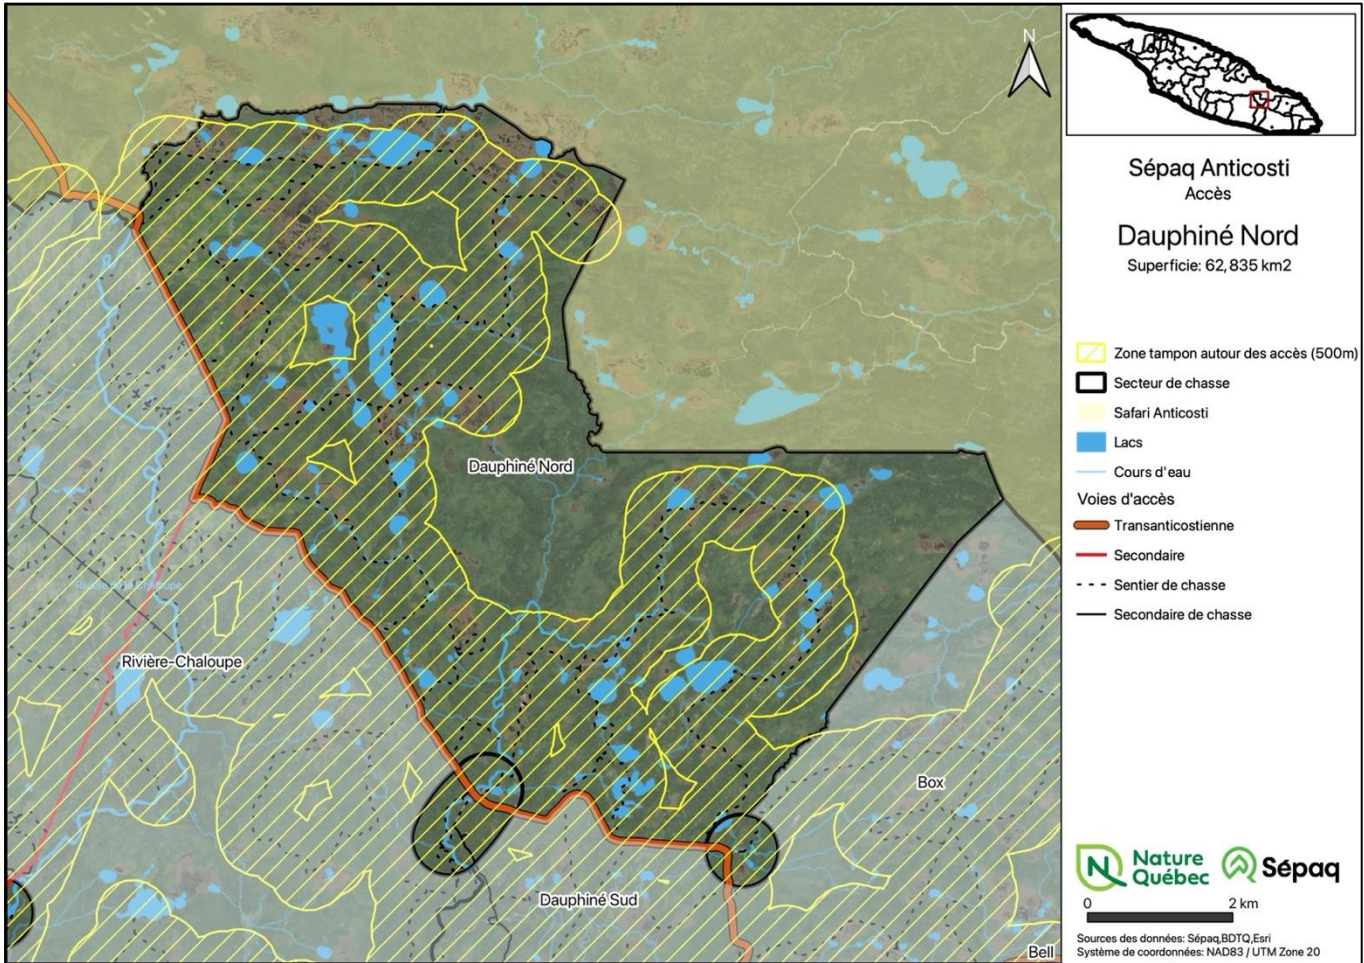 N
Sépaq Anticosti
Accès
Dauphiné Nord
Superficie: 62,835 km2
Zone tampon autour des accès (500m)
Secteur de chasse
Safari Anticosti
Lacs
Cours d'eau
Voies d'accès
Transanticostienne
Secondaire
Sentier de chasse
Secondaire de chasse
Dauphiné Nord
Rivière-Chaloupe
Box
Dauphiné Sud
Bell
Nature
Québec
Sépaq
0 2 km
Sources des données: Sépaq,BDTQ,Esri
Système de coordonnées: NAD83 / UTM Zone 20